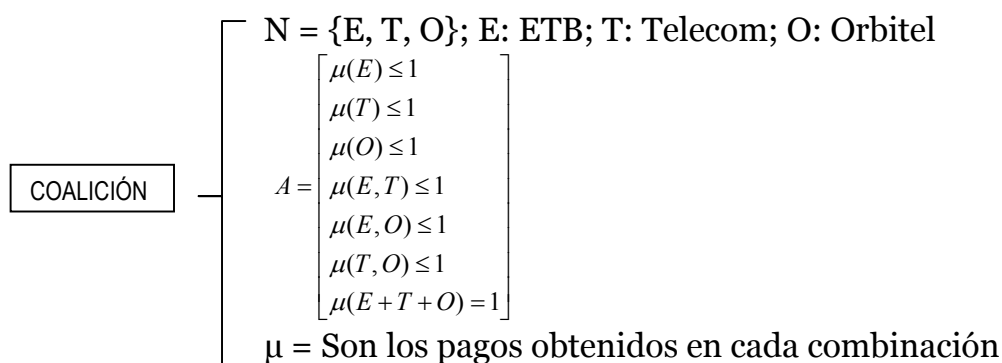 N = {E, T, O}; E: ETB; T: Telecom; O: Orbitel
μ(E) ≤ 1
μ(T) ≤ 1
μ(O) ≤ 1
COALICIÓN
A = μ(E,T) ≤ 1
μ(E,O) ≤ 1
μ(T,O) ≤ 1
μ(E+T+O) = 1
μ = Son los pagos obtenidos en cada combinación